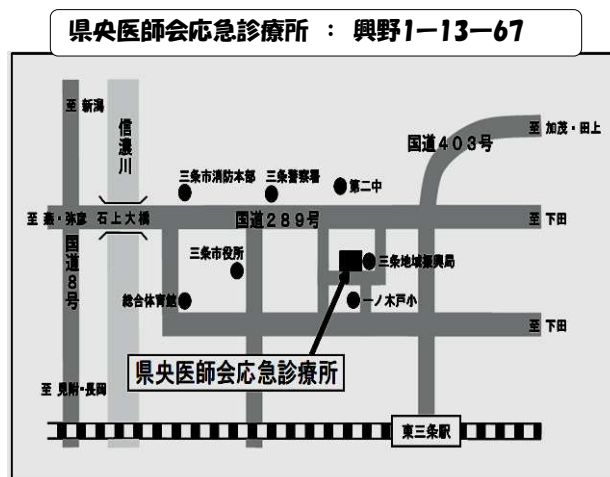 県央医師会応急診療所 : 興野1－13－67
至 新潟
信濃川
国道403号
至 加茂・田上
三条市消防本部
三条警察署
第二中
至 燕・弥彦
石上大橋
国道289号
至 下田
国道8号
三条市役所
三条地域振興局
総合体育館
一ノ木戸小
至 下田
県央医師会応急診療所
至 見附・長岡
東三条駅